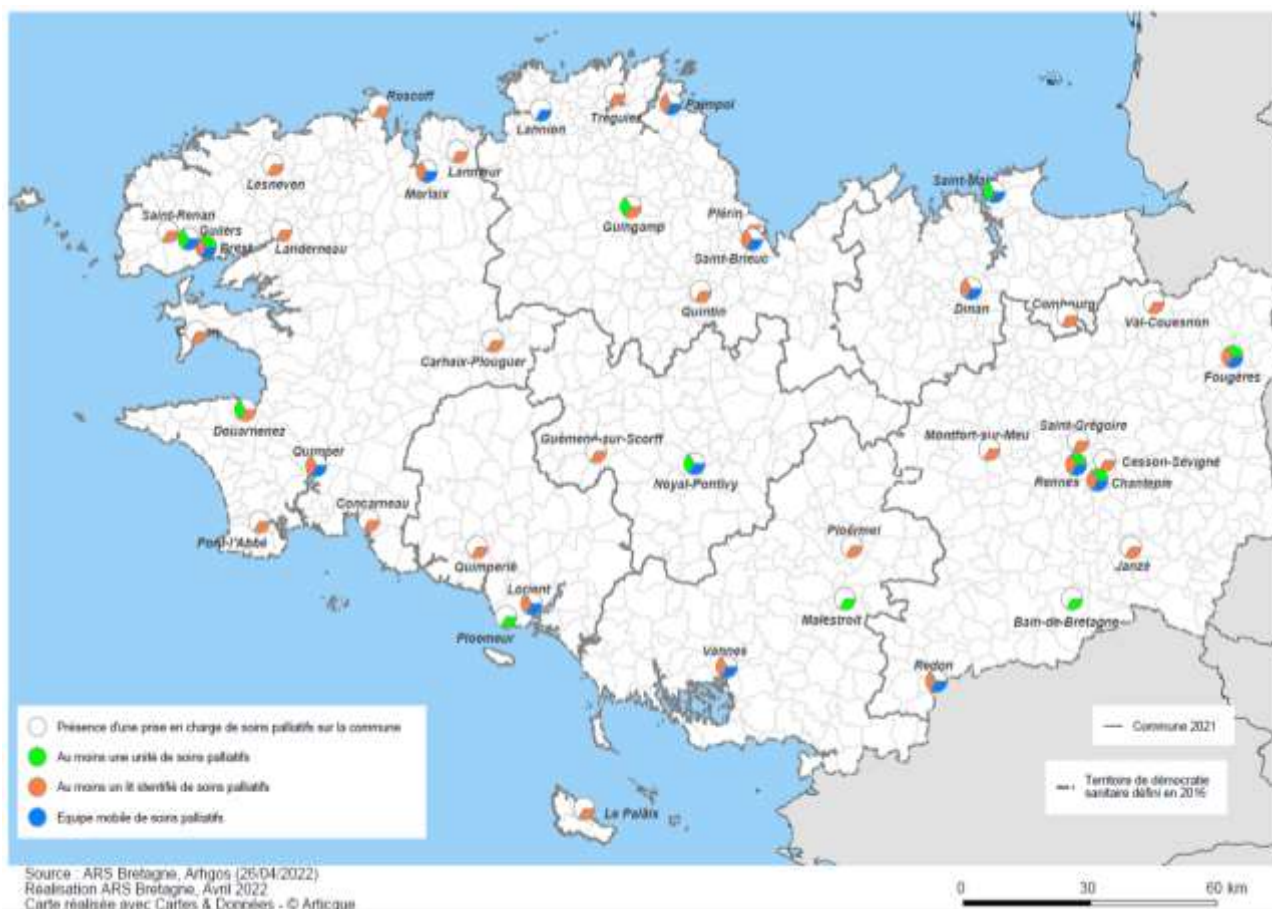 Roscoff
Paimpol
Tréguier
Lannion
Lanmeur
Lesneven
Morlaix
Saint-Malo
Saint-Renan
Plérin
Guilers
Guingamp
Brest
Landerneau
Saint-Brieuc
Quintin
Dinan
Combourg
Val-Couesnon
Carhaix-Plouguer
Fougères
Douarnenez
Saint-Grégoire
Guémené-sur-Scorff
Montfort-sur-Meu
Quimper
Cesson-Sévigné
Noyal-Pontivy
Rennes
Chantepie
Concarneau
Ploërmel
Pont-l'Abbé
Quimperlé
Janzé
Lorient
Malestroit
Bain-de-Bretagne
Ploemeur
Vannes
Redon
Le Palais
Présence d'une prise en charge de soins palliatifs sur la commune
Au moins une unité de soins palliatifs
Au moins un lit identifié de soins palliatifs
Equipe mobile de soins palliatifs
Commune 2021
Territoire de démocratie
sanitaire défini en 2016
Source : ARS Bretagne, Arhgos (26/04/2022)
Réalisation ARS Bretagne, Avril 2022
Carte réalisée avec Cartes & Données - © Articque
0 30 60 km